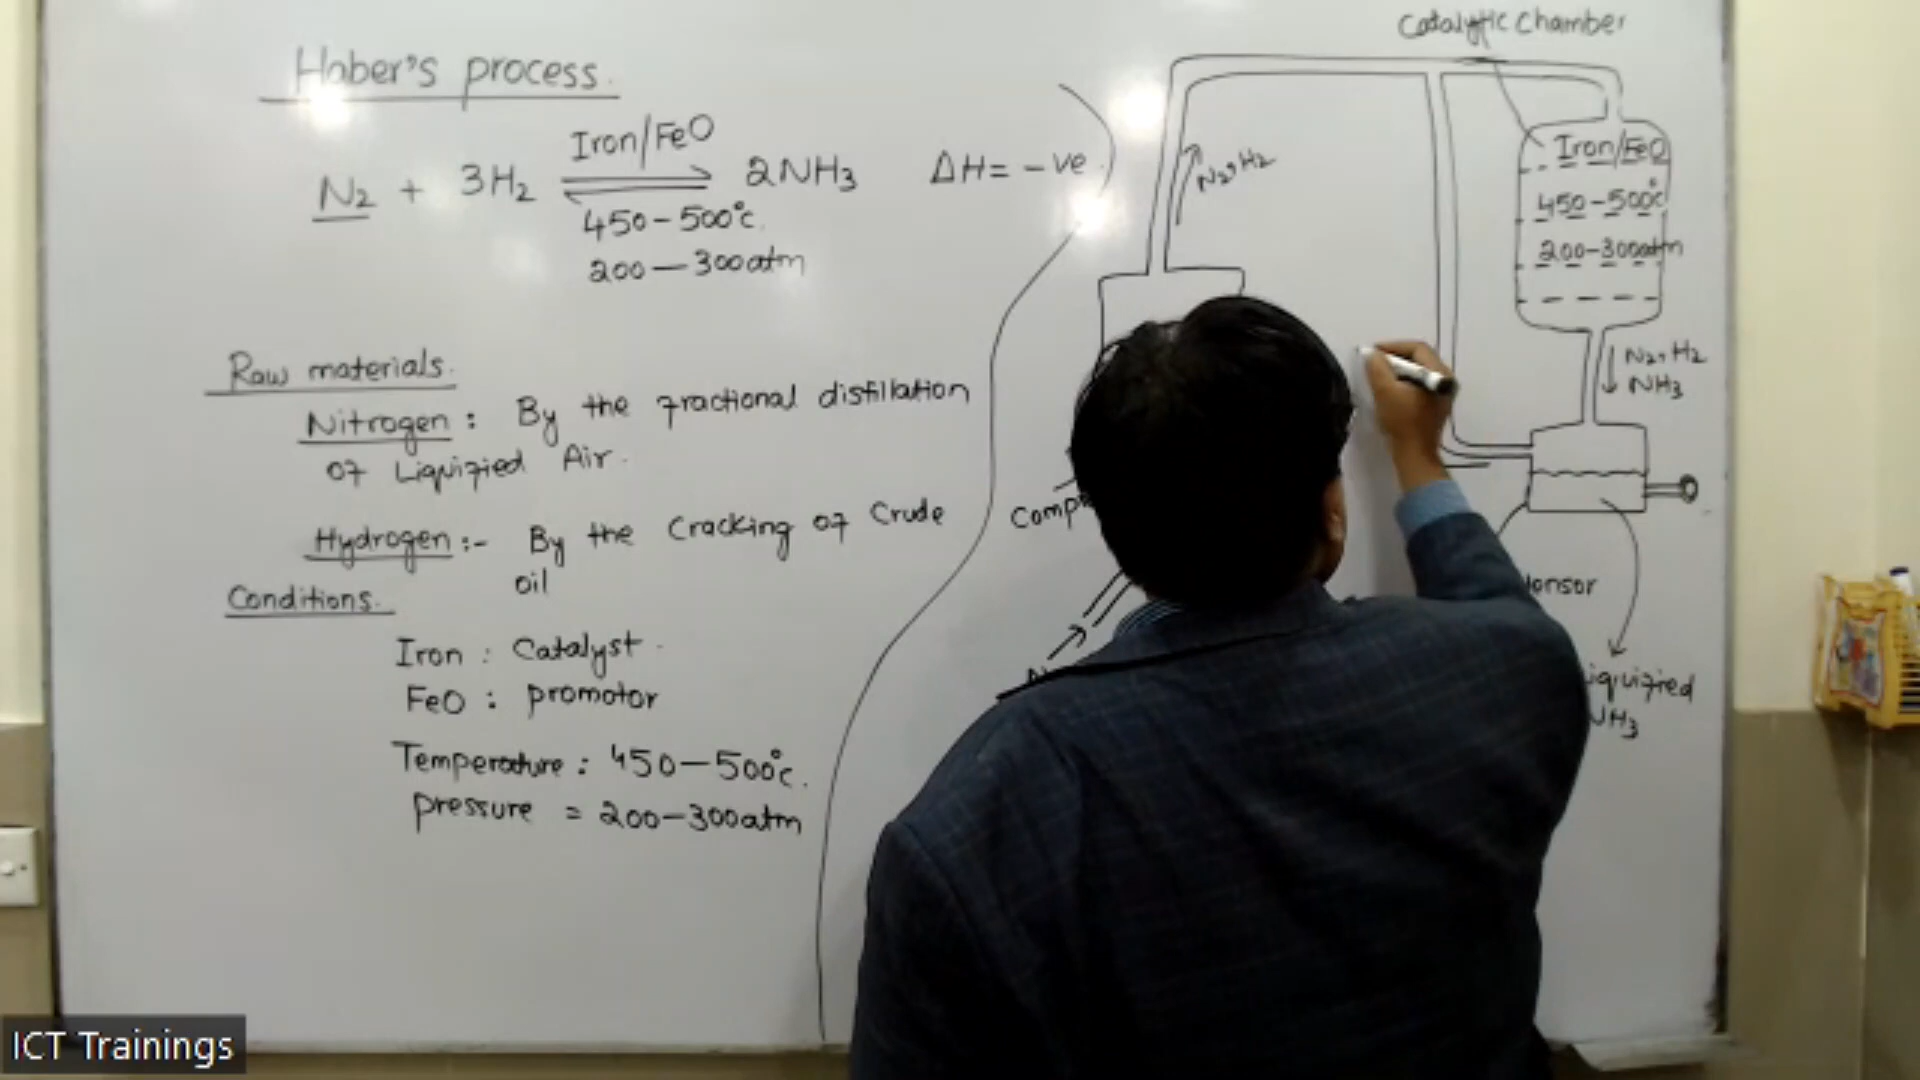 Haber's process.
Iron/FeO
N2 + 3H2 ⇌ 2NH3 ΔH = -ve
450-500°c.
200-300atm
Raw materials.
Nitrogen: By the fractional distillation
of Liquified Air.
Hydrogen:- By the Cracking of Crude
oil
Conditions.
Iron : Catalyst.
FeO : promotor
Temperature: 450-500°c.
pressure = 200-300atm
Catalytic Chamber
N2, H2
Iron/FeO
450-500°c
200-300atm
N2, H2
NH3
Comp
N
onsor
iquified
NH3
ICT Trainings